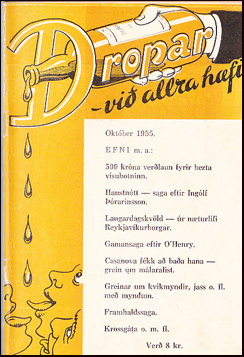 Dropar
- við allra hæfi
Október 1955.
EFNI m. a.:
500 króna verðlaun fyrir bezta
vísubotninn.
Haustnótt — saga eftir Ingólf
Þórarinsson.
Laugardagskvöld — úr næturlífi
Reykjavíkurborgar.
Gamansaga eftir O'Henry.
Casanova fékk að baða hana —
grein um málaralist.
Greinar um kvikmyndir, jass o. fl.
með myndum.
Framhaldssaga.
Krossgáta o. m. fl.
Verð 8 kr.